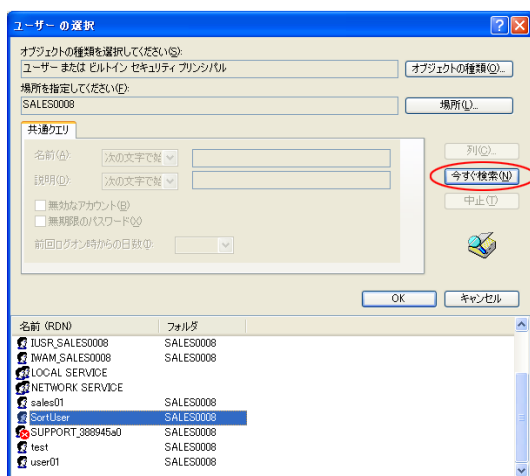 ユーザー の選択
オブジェクトの種類を選択してください(S):
ユーザー または ビルトイン セキュリティ プリンシパル
オブジェクトの種類(O)...
場所を指定してください(F):
SALES0008
場所(L)...
共通クエリ
名前(A):
次の文字で始
列(C)...
説明(D):
次の文字で始
今すぐ検索(N)
無効なアカウント(B)
中止(T)
無期限のパスワード(X)
前回ログオン時からの日数(I):
OK
キャンセル
名前 (RDN) フォルダ
IUSR_SALES0008 SALES0008
IWAM_SALES0008 SALES0008
LOCAL SERVICE
NETWORK SERVICE
sales01 SALES0008
SortUser SALES0008
SUPPORT_388945a0 SALES0008
test SALES0008
user01 SALES0008